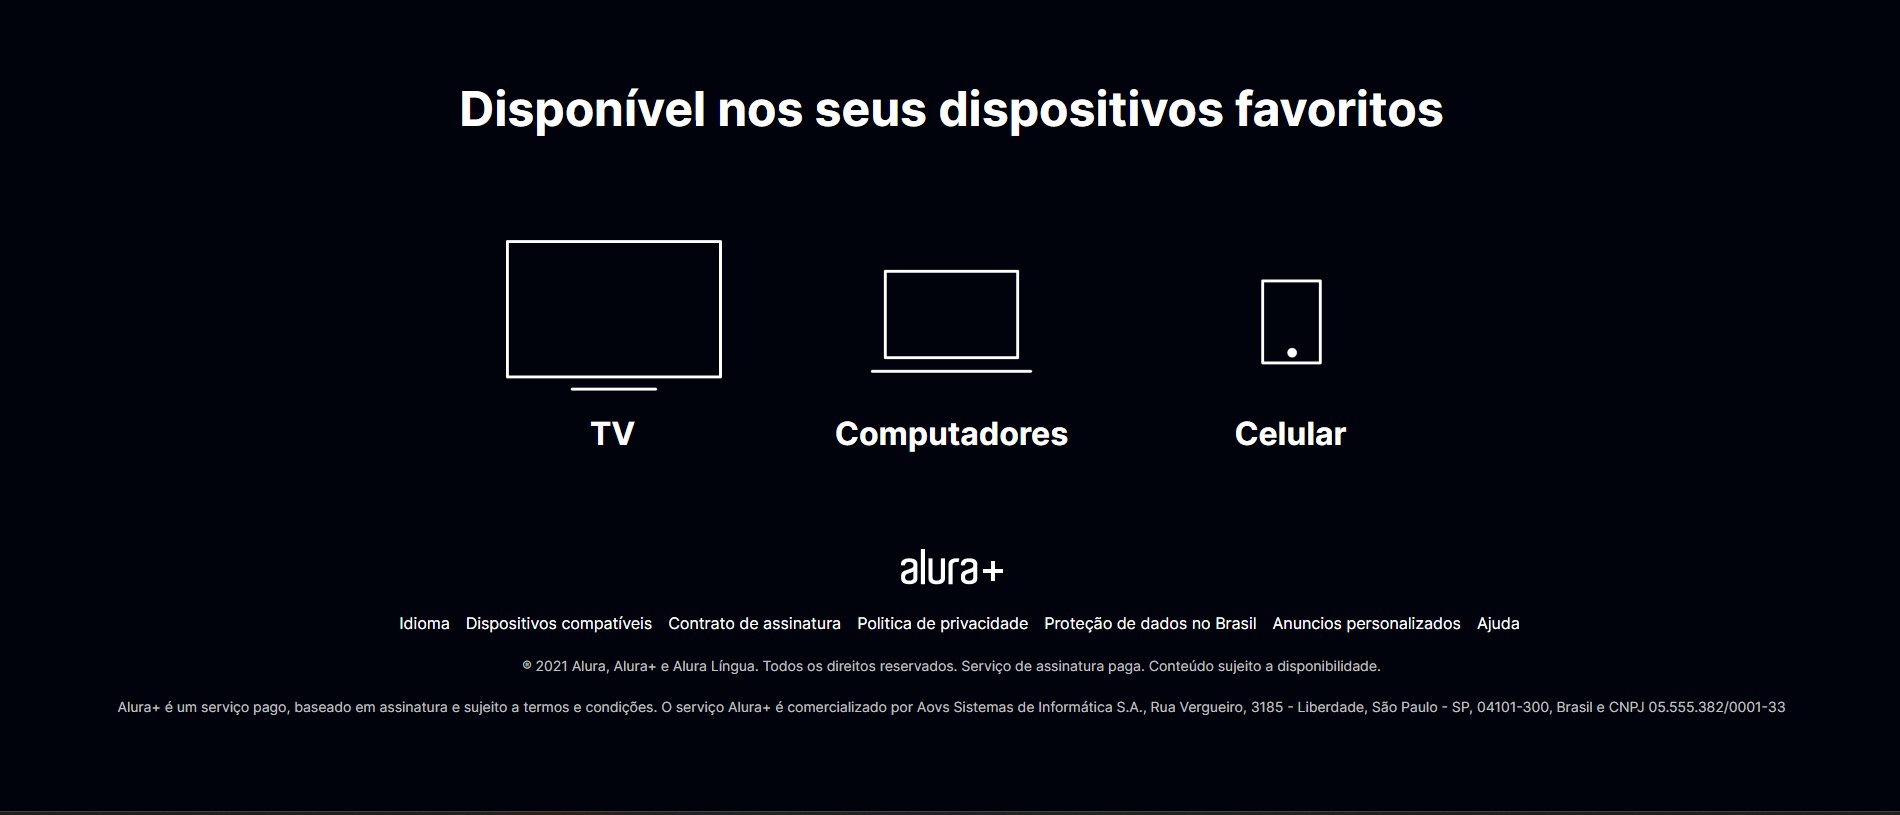 Disponível nos seus dispositivos favoritos
TV
Computadores
Celular
alura+
Idioma Dispositivos compatíveis Contrato de assinatura Politica de privacidade Proteção de dados no Brasil Anuncios personalizados Ajuda
® 2021 Alura, Alura+ e Alura Língua. Todos os direitos reservados. Serviço de assinatura paga. Conteúdo sujeito a disponibilidade.
Alura+ é um serviço pago, baseado em assinatura e sujeito a termos e condições. O serviço Alura+ é comercializado por Aovs Sistemas de Informática S.A., Rua Vergueiro, 3185 - Liberdade, São Paulo - SP, 04101-300, Brasil e CNPJ 05.555.382/0001-33